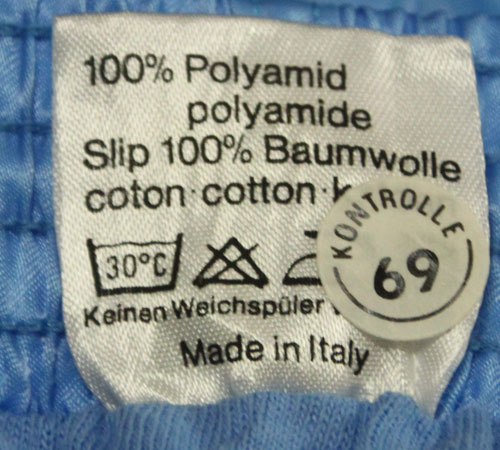 100% Polyamid
polyamide
Slip 100% Baumwolle
coton·cotton·
30°C
Keinen Weichspüler
Made in Italy
KONTROLLE
69